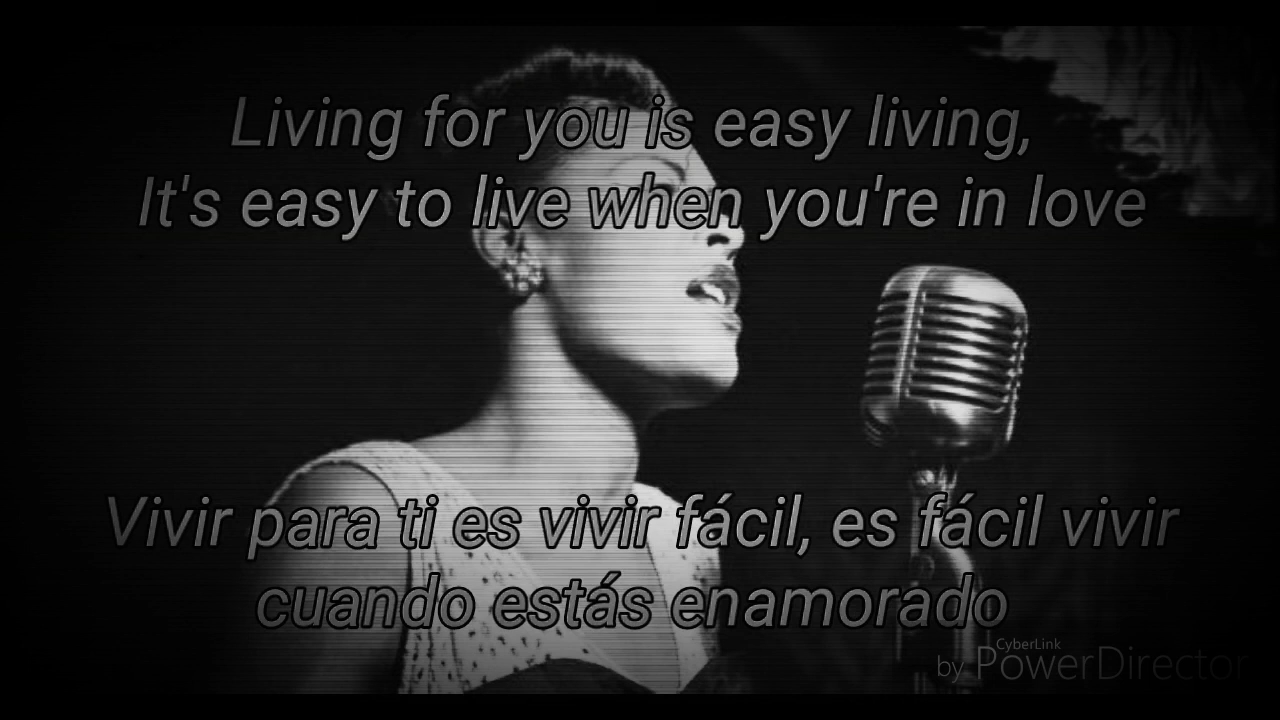 Living for you is easy living,
It's easy to live when you're in love
Vivir para ti es vivir fácil, es fácil vivir
cuando estás enamorado
CyberLink
by PowerDirector